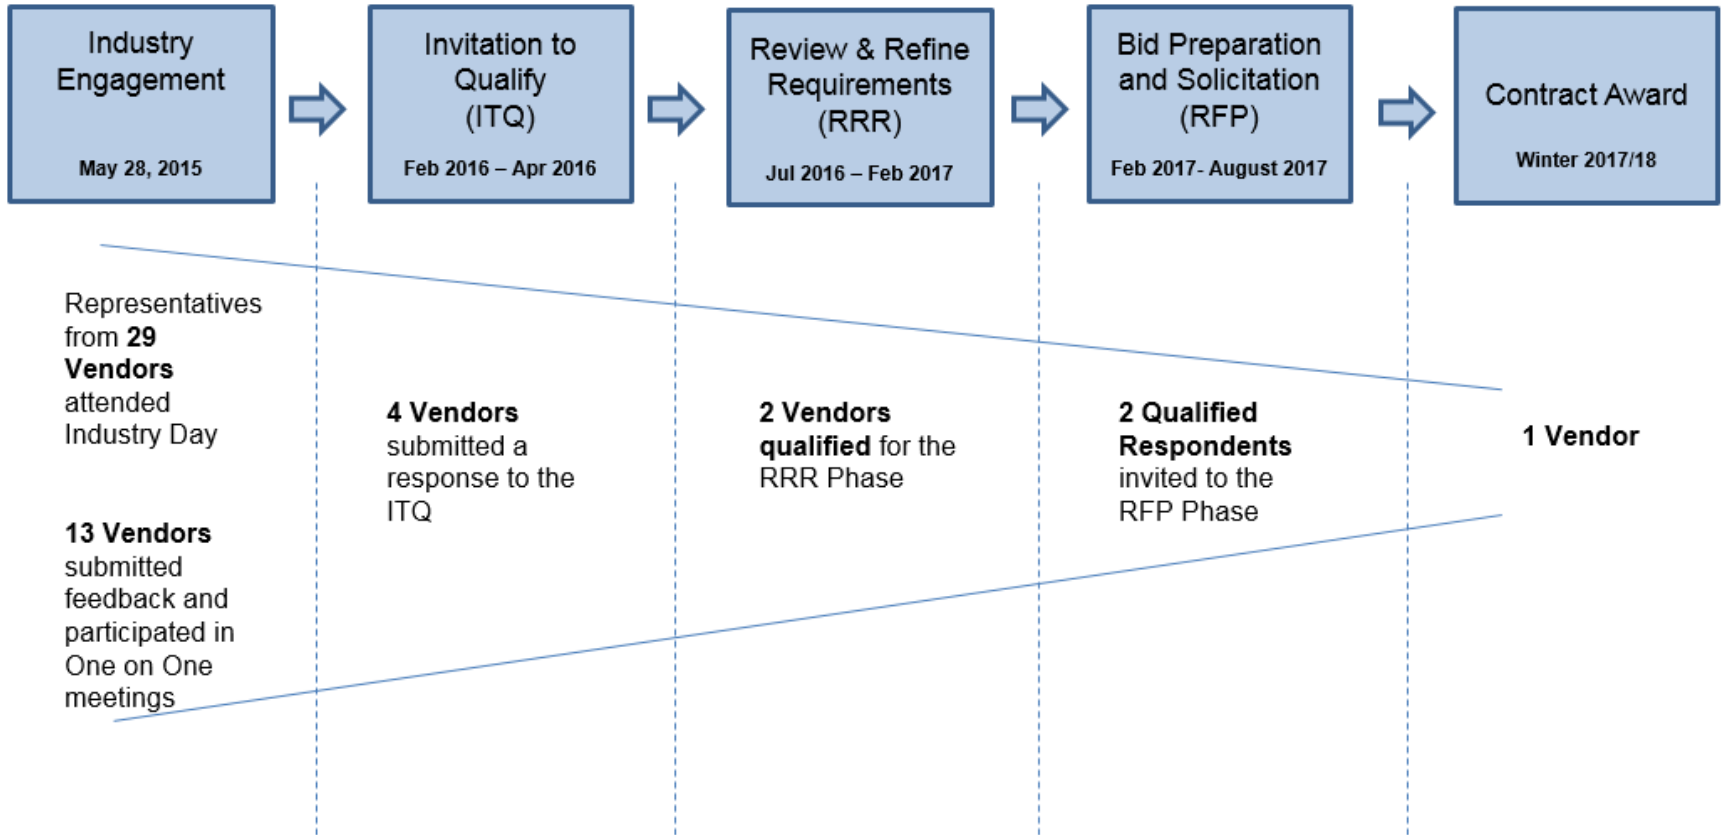 Industry
Engagement
May 28, 2015
Invitation to
Qualify
(ITQ)
Feb 2016 – Apr 2016
Review & Refine
Requirements
(RRR)
Jul 2016 – Feb 2017
Bid Preparation
and Solicitation
(RFP)
Feb 2017- August 2017
Contract Award
Winter 2017/18
Representatives
from 29
Vendors
attended
Industry Day
13 Vendors
submitted
feedback and
participated in
One on One
meetings
4 Vendors
submitted a
response to the
ITQ
2 Vendors
qualified for the
RRR Phase
2 Qualified
Respondents
invited to the
RFP Phase
1 Vendor